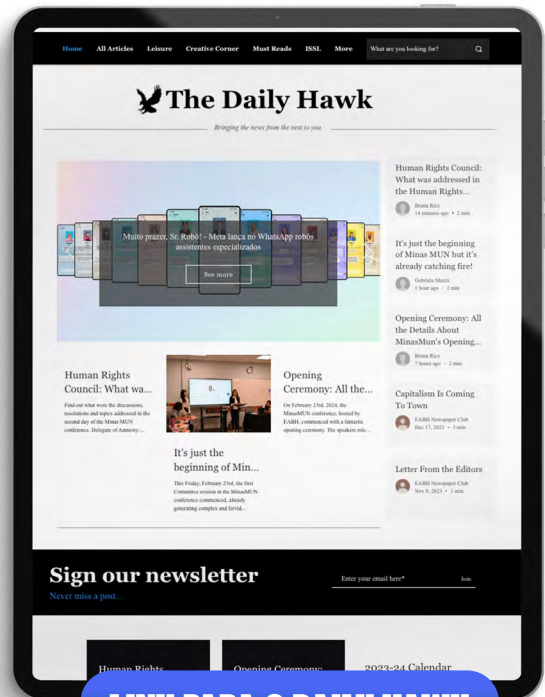 Home All Articles Leisure Creative Corner Must Reads ISSL More What are you looking for?
The Daily Hawk
Bringing the news from the nest to you.
Muito prazer, Sr. Robô! - Meta lança no WhatsApp robôs
assistentes especializados
See more
Human Rights
Council: What wa...
Find out what were the discussions,
resolutions and topics addressed in the
second day of the Minas MUN
conference. Delegate of Armenty:...
It's just the
beginning of Min...
This Friday, February 23rd, the first
Committee session in the MinasMUN
conference commenced, already
generating complex and fervid...
Opening
Ceremony: All the...
On February 23rd, 2024, the
MinasMUN conference, hosted by
EABH, commenced with a fantastic
opening ceremony. The speakers role...
Human Rights Council:
What was addressed in
the Human Rights...
Bruna Rice
14 minutes ago • 2 min
It's just the beginning
of Minas MUN but it's
already catching fire!
Gabriela Muzzi
1 hour ago • 2 min
Opening Ceremony: All
the Details About
MinasMun's Opening...
Bruna Rice
7 hours ago • 2 min
Capitalism Is Coming
To Town
EABH Newspaper Club
Dec 17, 2023 • 3 min
Letter From the Editors
EABH Newspaper Club
Nov 8, 2023 • 1 min
Sign our newsletter
Never miss a post...
Enter your email here*
Join
Human Rights
Opening Ceremony:
2023-24 Calendar